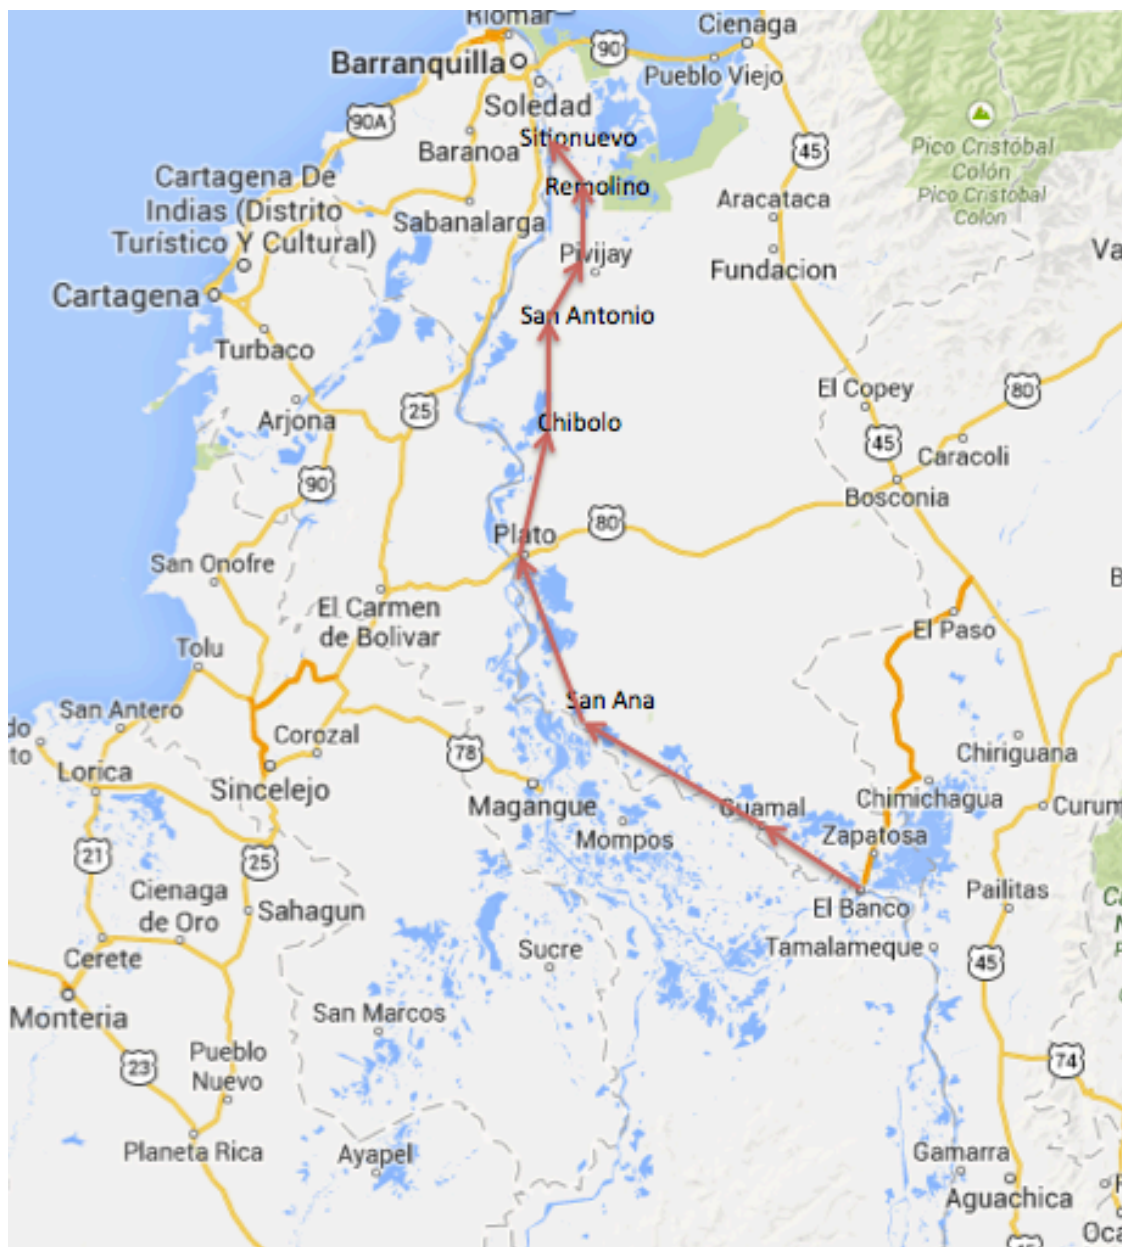 Riomar
Cienaga
Barranquilla
90
Pueblo Viejo
Soledad
90A
Sitionuevo
45
Baranoa
Pico Cristóbal
Colón
Pico Cristobal
Colon
Cartagena De
Indias (Distrito
Turístico Y Cultural)
Remolino
Aracataca
Sabanalarga
Pivijay
Fundacion
Va
Cartagena
San Antonio
Turbaco
El Copey
80
25
Arjona
Chibolo
45
Caracoli
90
Bosconia
Plato
80
San Onofre
B
El Carmen
de Bolivar
El Paso
Tolu
San Ana
San Antero
do
to
Corozal
78
Chiriguana
Lorica
Sincelejo
Magangue
Guamal
Chimichagua
Curum
Mompos
Zapatosa
21
25
Cienaga
de Oro
Sahagun
El Banco
Pailitas
Cerete
Sucre
Tamalameque
45
Monteria
San Marcos
23
Pueblo
Nuevo
74
Planeta Rica
Ayapel
Gamarra
Aguachica
Oca